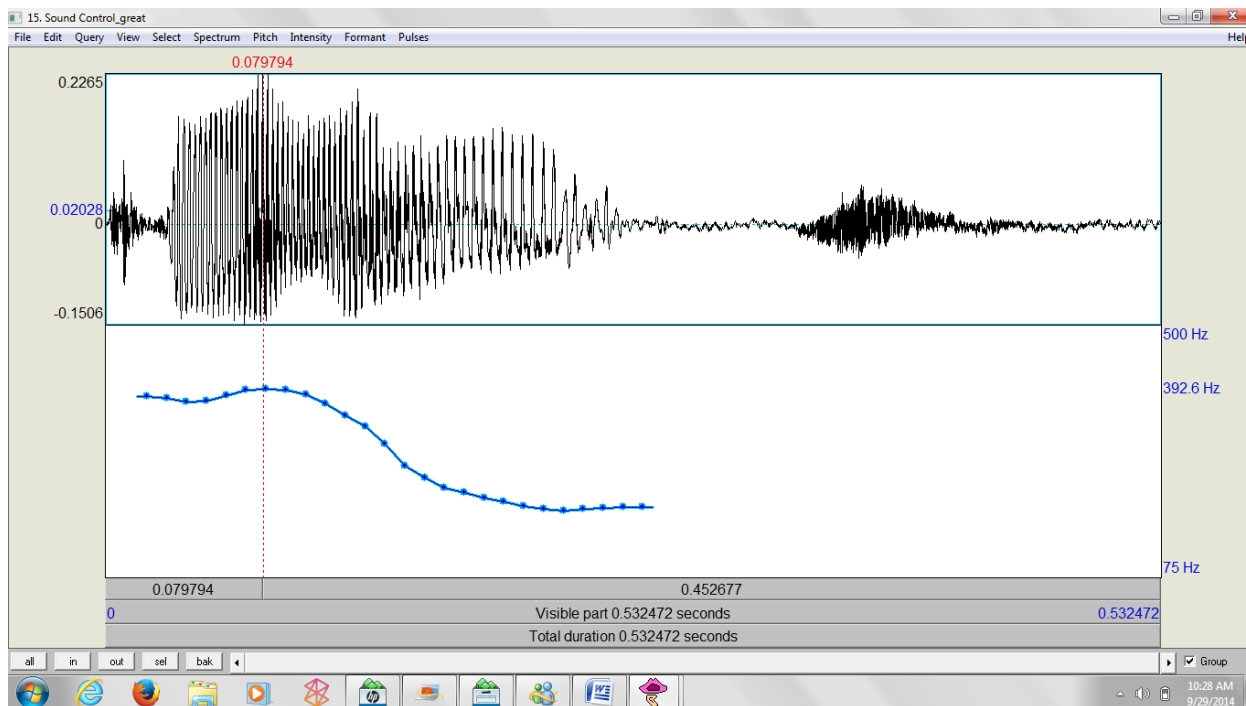 15. Sound Control_great
File Edit Query View Select Spectrum Pitch Intensity Formant Pulses Help
0.079794
0.2265
0.02028
0
-0.1506
500 Hz
392.6 Hz
75 Hz
0.079794 0.452677
0 Visible part 0.532472 seconds 0.532472
Total duration 0.532472 seconds
all in out sel bak Group
hp W
10:28 AM
9/29/2014